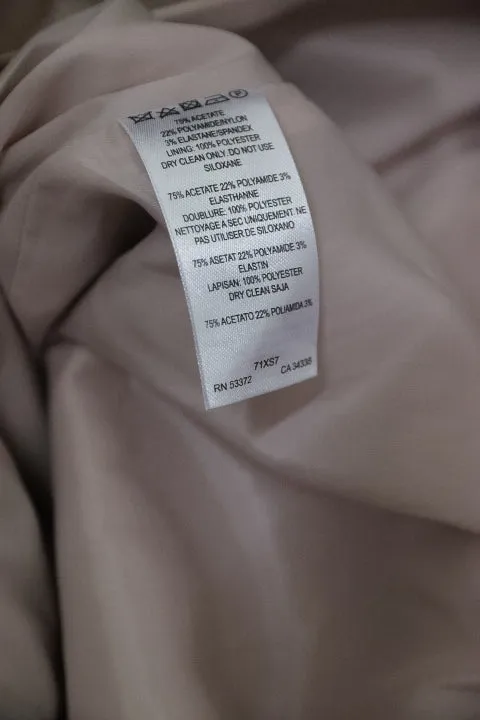 75% ACETATE
22% POLYAMIDE/NYLON
3% ELASTANE/SPANDEX
LINING: 100% POLYESTER
DRY CLEAN ONLY. DO NOT USE
SILOXANE
75% ACETATE 22% POLYAMIDE 3%
ELASTHANNE
DOUBLURE: 100% POLYESTER
NETTOYAGE A SEC UNIQUEMENT. NE
PAS UTILISER DE SILOXANO
75% ASETAT 22% POLYAMIDE 3%
ELASTIN
LAPISAN: 100% POLYESTER
DRY CLEAN SAJA
75% ACETATO 22% POLIAMIDA 3%
71XS7
RN 53372 CA 34338